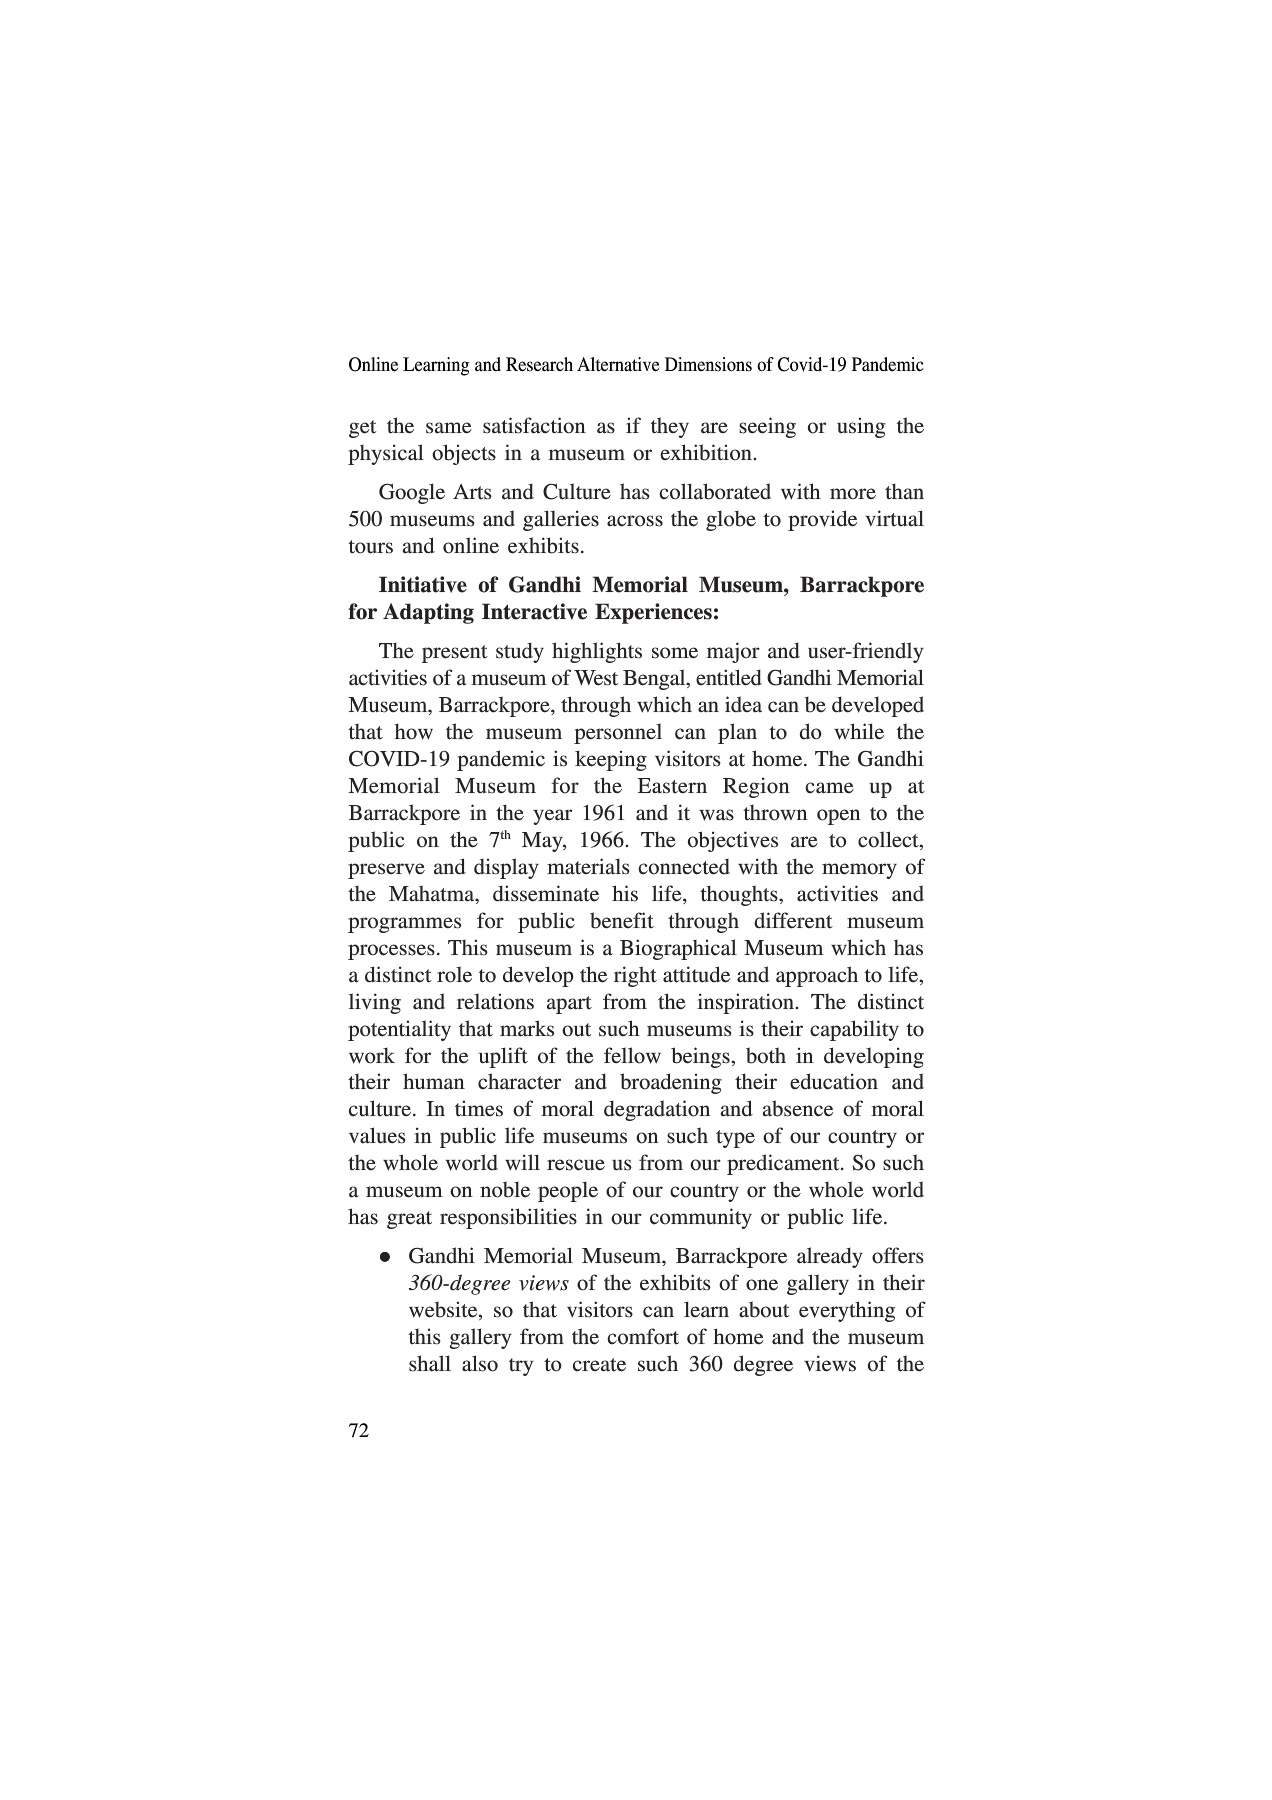 Online Learning and Research Alternative Dimensions of Covid-19 Pandemic
get the same satisfaction as if they are seeing or using the
physical objects in a museum or exhibition.
Google Arts and Culture has collaborated with more than
500 museums and galleries across the globe to provide virtual
tours and online exhibits.
Initiative of Gandhi Memorial Museum, Barrackpore
for Adapting Interactive Experiences:
The present study highlights some major and user-friendly
activities of a museum of West Bengal, entitled Gandhi Memorial
Museum, Barrackpore, through which an idea can be developed
that how the museum personnel can plan to do while the
COVID-19 pandemic is keeping visitors at home. The Gandhi
Memorial Museum for the Eastern Region came up at
Barrackpore in the year 1961 and it was thrown open to the
public on the 7th May, 1966. The objectives are to collect,
preserve and display materials connected with the memory of
the Mahatma, disseminate his life, thoughts, activities and
programmes for public benefit through different museum
processes. This museum is a Biographical Museum which has
a distinct role to develop the right attitude and approach to life,
living and relations apart from the inspiration. The distinct
potentiality that marks out such museums is their capability to
work for the uplift of the fellow beings, both in developing
their human character and broadening their education and
culture. In times of moral degradation and absence of moral
values in public life museums on such type of our country or
the whole world will rescue us from our predicament. So such
a museum on noble people of our country or the whole world
has great responsibilities in our community or public life.
● Gandhi Memorial Museum, Barrackpore already offers
360-degree views of the exhibits of one gallery in their
website, so that visitors can learn about everything of
this gallery from the comfort of home and the museum
shall also try to create such 360 degree views of the
72